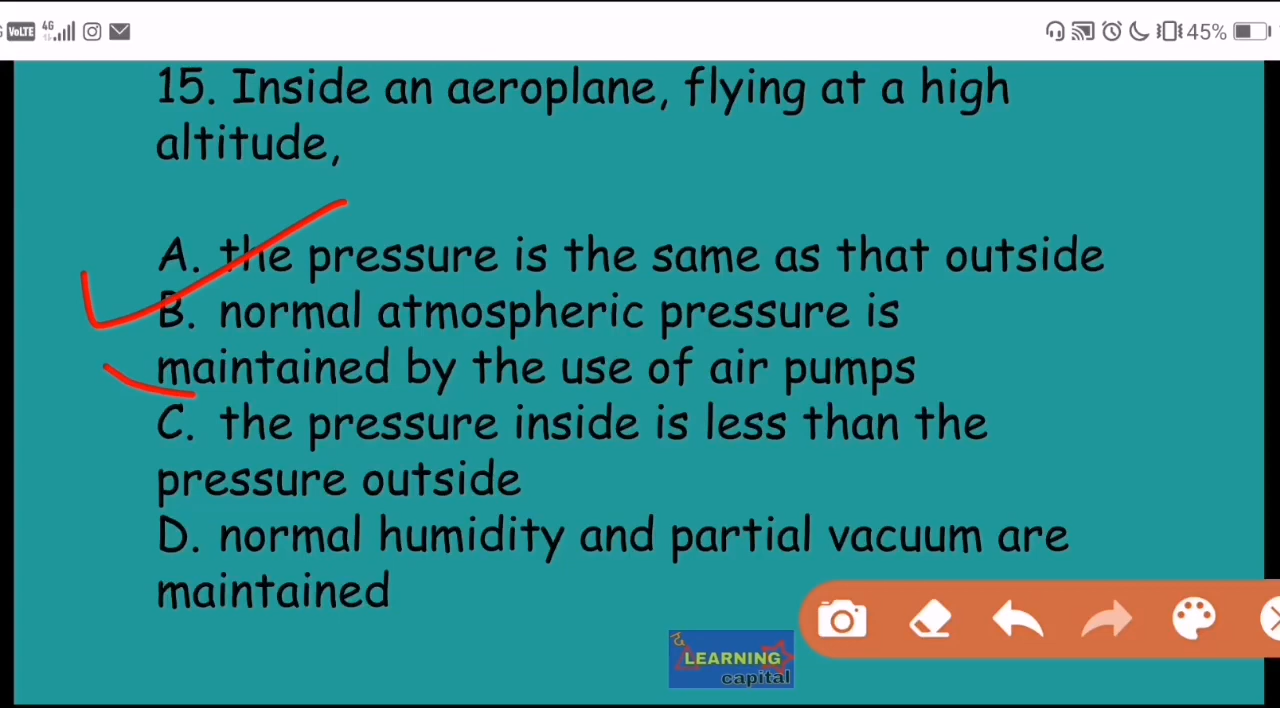 VoLTE 4G 45%
15. Inside an aeroplane, flying at a high
altitude,
A. the pressure is the same as that outside
B. normal atmospheric pressure is
maintained by the use of air pumps
C. the pressure inside is less than the
pressure outside
D. normal humidity and partial vacuum are
maintained
LEARNING
capital